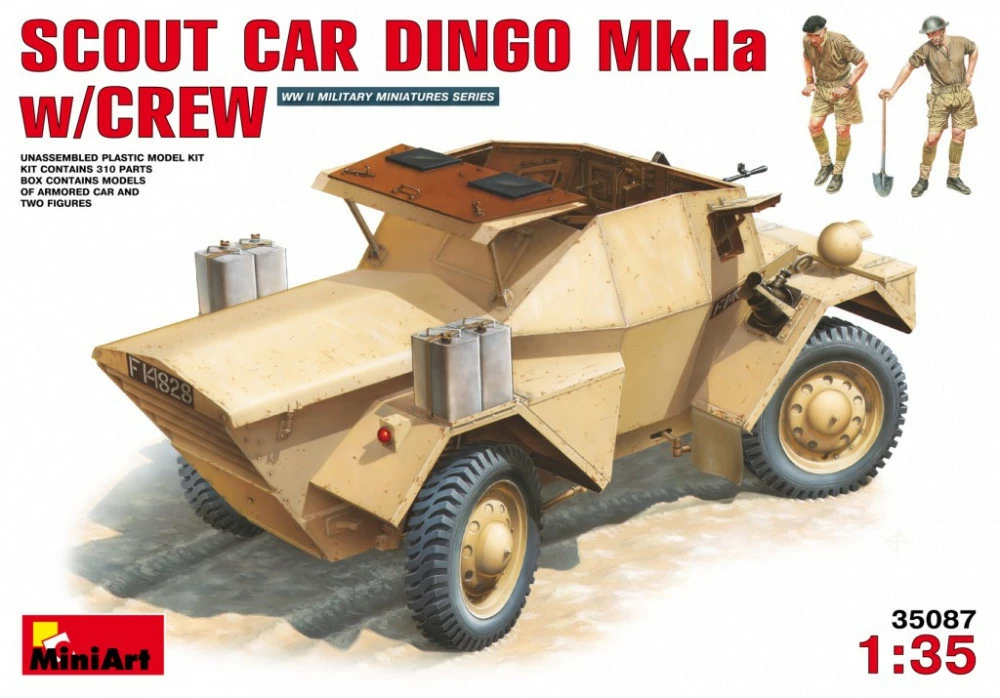 SCOUT CAR DINGO Mk.Ia
w/CREW
WW II MILITARY MINIATURES SERIES
UNASSEMBLED PLASTIC MODEL KIT
KIT CONTAINS 310 PARTS
BOX CONTAINS MODELS
OF ARMORED CAR AND
TWO FIGURES
F14828
MiniArt
35087
1:35